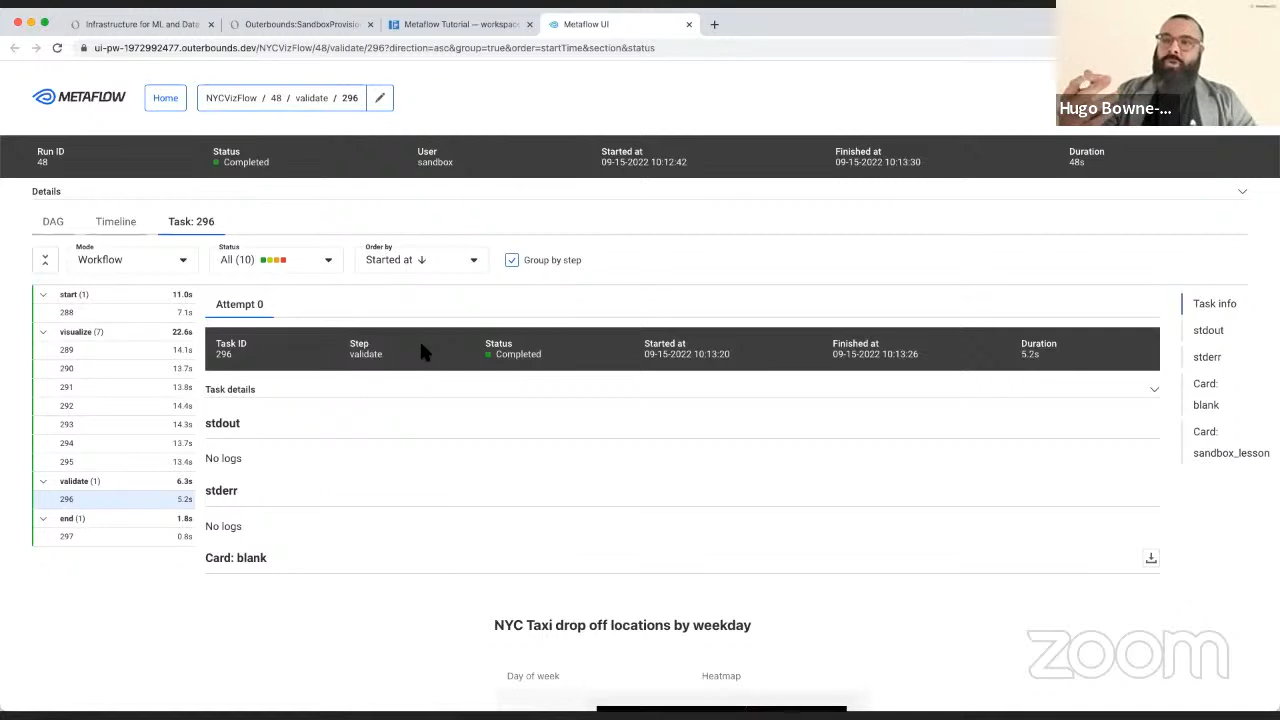 Infrastructure for ML and Data
Outerbounds:SandboxProvision
Metaflow Tutorial — workspac
Metaflow UI
ui-pw-1972992477.outerbounds.dev/NYCVizFlow/48/validate/296?direction=asc&group=true&order=startTime&section&status
Hugo Bowne-...
METAFLOW
Home
NYCVizFlow / 48 / validate / 296
Run ID
48
Status
Completed
User
sandbox
Started at
09-15-2022 10:12:42
Finished at
09-15-2022 10:13:30
Duration
48s
Details
DAG
Timeline
Task: 296
Mode
Workflow
Status
All (10)
Order by
Started at ↓
Group by step
start (1) 11.0s
288 7.1s
visualize (7) 22.6s
289 14.1s
290 13.7s
291 13.8s
292 14.4s
293 14.3s
294 13.7s
295 13.4s
validate (1) 6.3s
296 5.2s
end (1) 1.8s
297 0.8s
Attempt 0
Task ID
296
Step
validate
Status
Completed
Started at
09-15-2022 10:13:20
Finished at
09-15-2022 10:13:26
Duration
5.2s
Task details
stdout
No logs
stderr
No logs
Card: blank
NYC Taxi drop off locations by weekday
Day of week
Heatmap
Task info
stdout
stderr
Card:
blank
Card:
sandbox_lesson
zoom